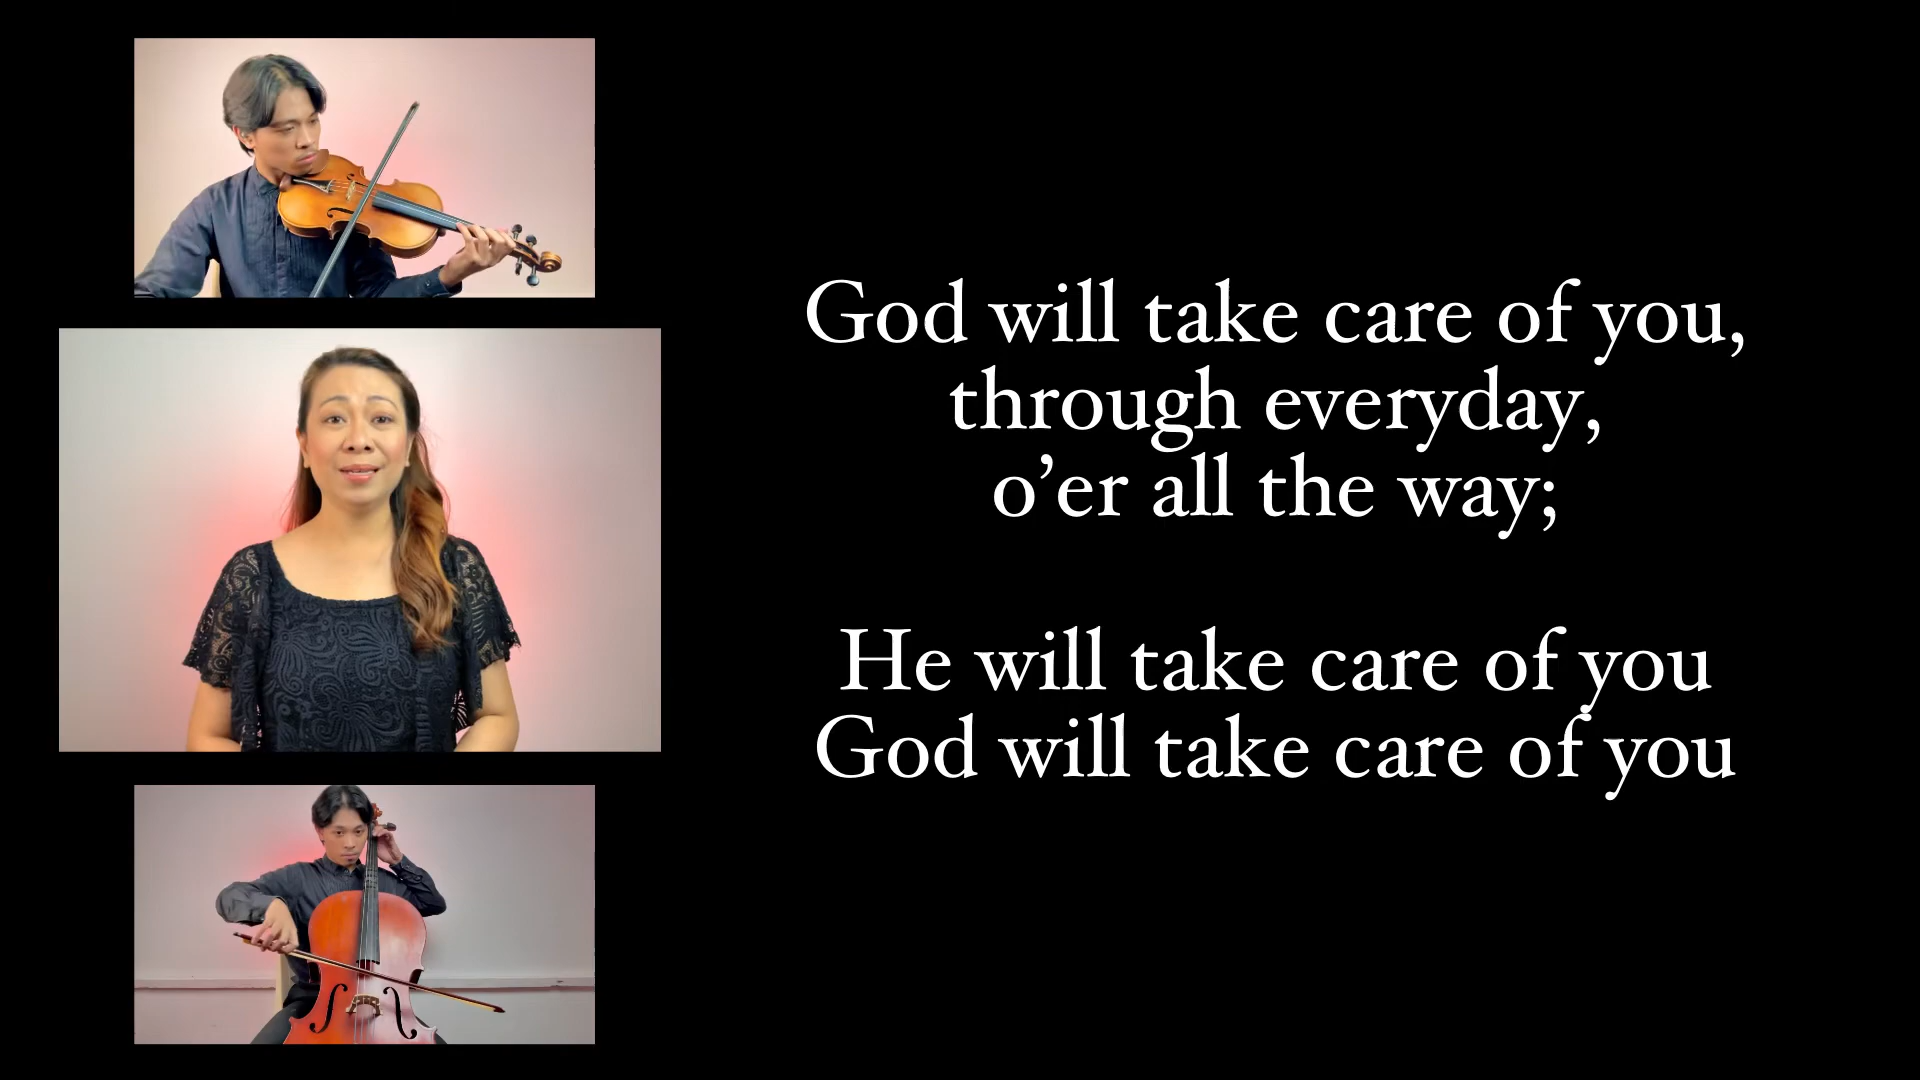 God will take care of you,
through everyday,
o’er all the way;
He will take care of you
God will take care of you